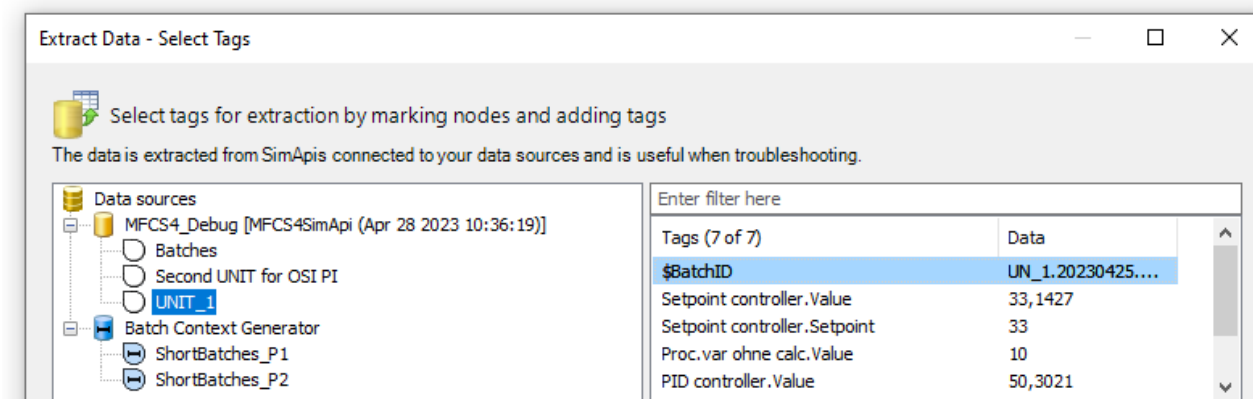 Extract Data - Select Tags
Select tags for extraction by marking nodes and adding tags
The data is extracted from SimApis connected to your data sources and is useful when troubleshooting.
Data sources
MFCS4_Debug [MFCS4SimApi (Apr 28 2023 10:36:19)]
Batches
Second UNIT for OSI PI
UNIT_1
Batch Context Generator
ShortBatches_P1
ShortBatches_P2
Enter filter here
Tags (7 of 7) Data
$BatchID UN_1.20230425....
Setpoint controller.Value 33,1427
Setpoint controller.Setpoint 33
Proc.var ohne calc.Value 10
PID controller.Value 50,3021